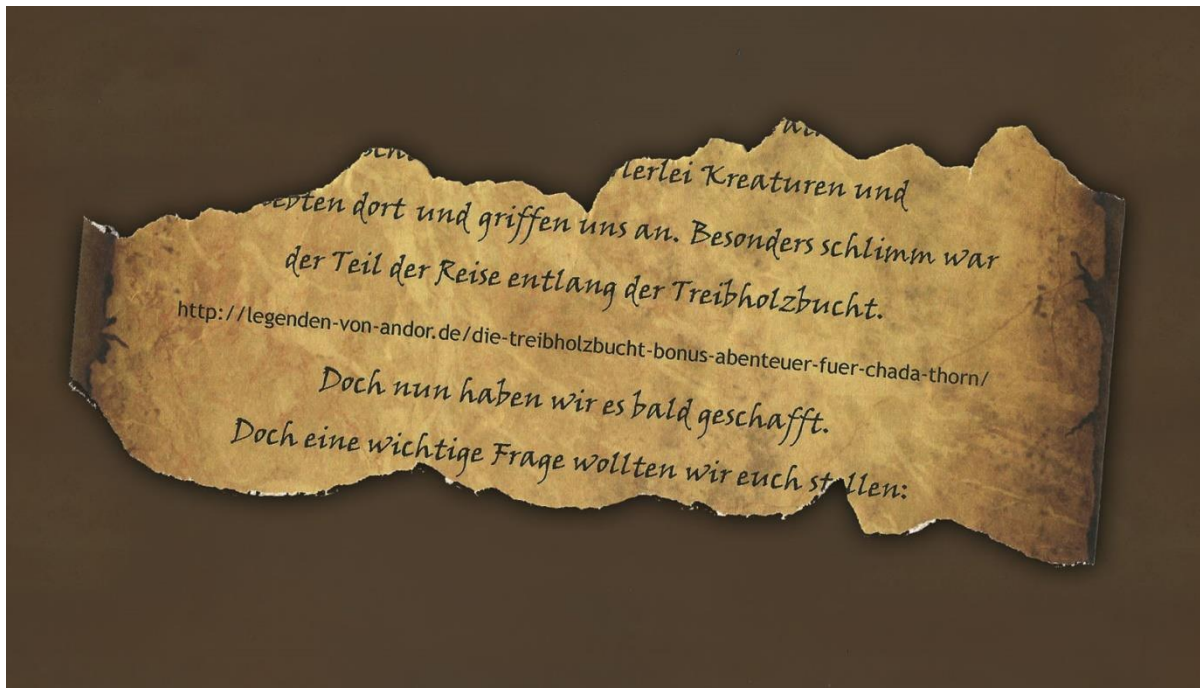 Kreaturen und
dort und griffen uns an. Besonders schlimm war
der Teil der Reise entlang der Treibholzbucht.
http://legenden-von-andor.de/die-treibholzbucht-bonus-abenteuer-fuer-chada-thorn/
Doch nun haben wir es bald geschafft.
Doch eine wichtige Frage wollten wir euch stellen: